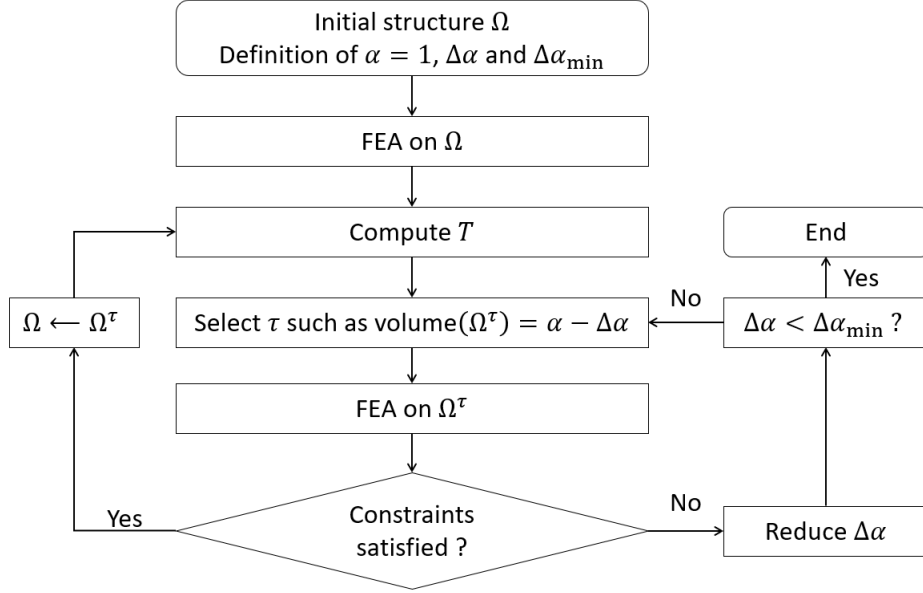 Initial structure Ω
Definition of α = 1, Δα and Δα_min
FEA on Ω
Compute T
End
Yes
Ω ⟵ Ω^τ
Select τ such as volume(Ω^τ) = α − Δα
No
Δα < Δα_min ?
FEA on Ω^τ
Yes
Constraints
satisfied ?
No
Reduce Δα